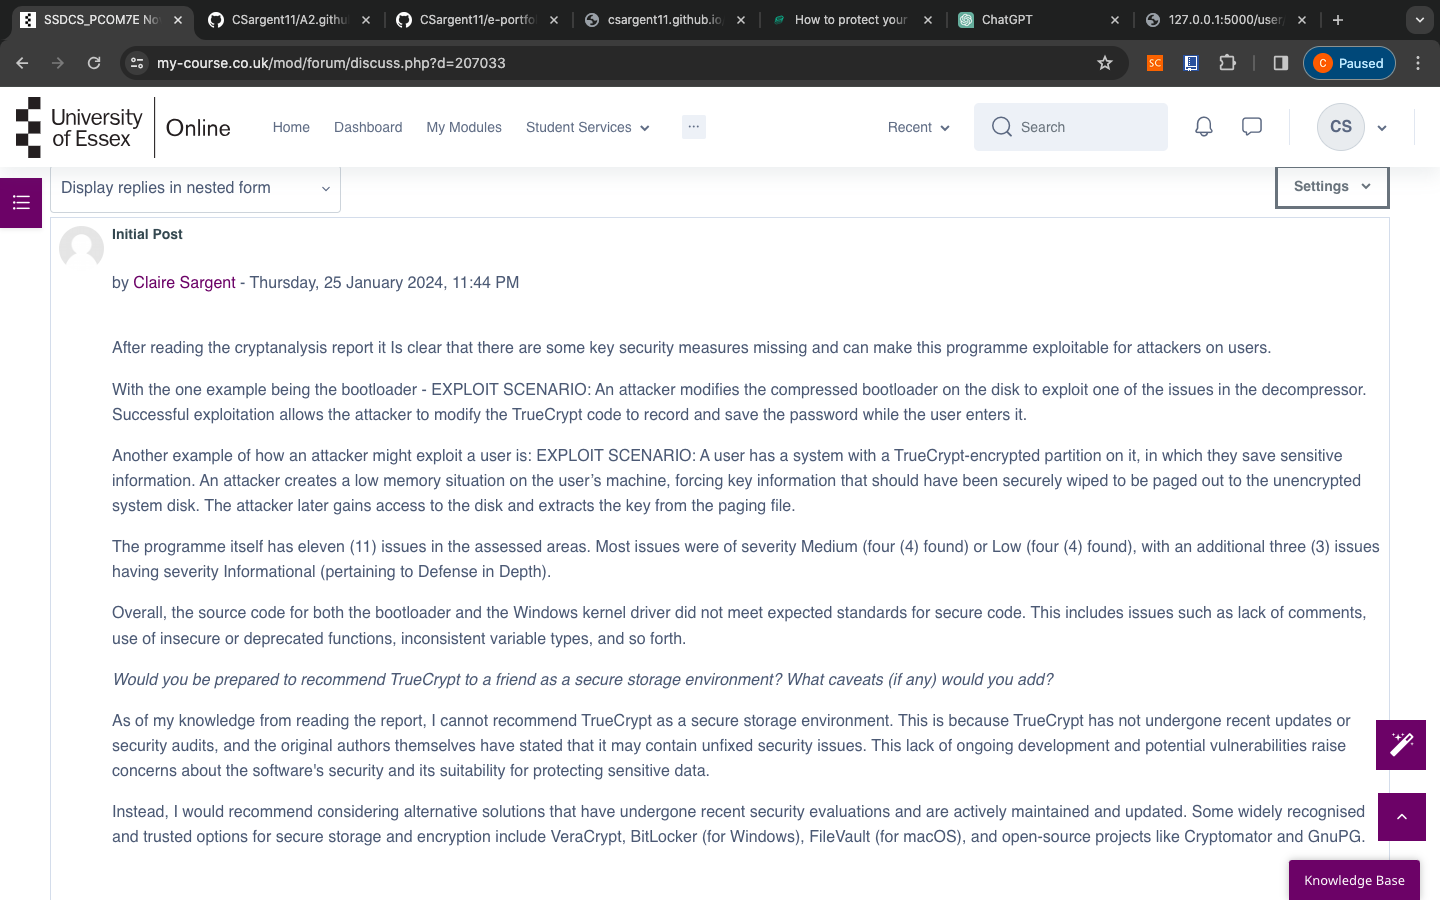 SSDCS_PCOM7E No
CSargent11/A2.githu
CSargent11/e-portfo
csargent11.github.io
How to protect your
ChatGPT
127.0.0.1:5000/user
my-course.co.uk/mod/forum/discuss.php?d=207033
SC
C Paused
University
of Essex
Online
Home
Dashboard
My Modules
Student Services
...
Recent
Search
CS
Display replies in nested form
Settings
Initial Post
by Claire Sargent - Thursday, 25 January 2024, 11:44 PM
After reading the cryptanalysis report it Is clear that there are some key security measures missing and can make this programme exploitable for attackers on users.
With the one example being the bootloader - EXPLOIT SCENARIO: An attacker modifies the compressed bootloader on the disk to exploit one of the issues in the decompressor.
Successful exploitation allows the attacker to modify the TrueCrypt code to record and save the password while the user enters it.
Another example of how an attacker might exploit a user is: EXPLOIT SCENARIO: A user has a system with a TrueCrypt-encrypted partition on it, in which they save sensitive
information. An attacker creates a low memory situation on the user’s machine, forcing key information that should have been securely wiped to be paged out to the unencrypted
system disk. The attacker later gains access to the disk and extracts the key from the paging file.
The programme itself has eleven (11) issues in the assessed areas. Most issues were of severity Medium (four (4) found) or Low (four (4) found), with an additional three (3) issues
having severity Informational (pertaining to Defense in Depth).
Overall, the source code for both the bootloader and the Windows kernel driver did not meet expected standards for secure code. This includes issues such as lack of comments,
use of insecure or deprecated functions, inconsistent variable types, and so forth.
Would you be prepared to recommend TrueCrypt to a friend as a secure storage environment? What caveats (if any) would you add?
As of my knowledge from reading the report, I cannot recommend TrueCrypt as a secure storage environment. This is because TrueCrypt has not undergone recent updates or
security audits, and the original authors themselves have stated that it may contain unfixed security issues. This lack of ongoing development and potential vulnerabilities raise
concerns about the software's security and its suitability for protecting sensitive data.
Instead, I would recommend considering alternative solutions that have undergone recent security evaluations and are actively maintained and updated. Some widely recognised
and trusted options for secure storage and encryption include VeraCrypt, BitLocker (for Windows), FileVault (for macOS), and open-source projects like Cryptomator and GnuPG.
Knowledge Base